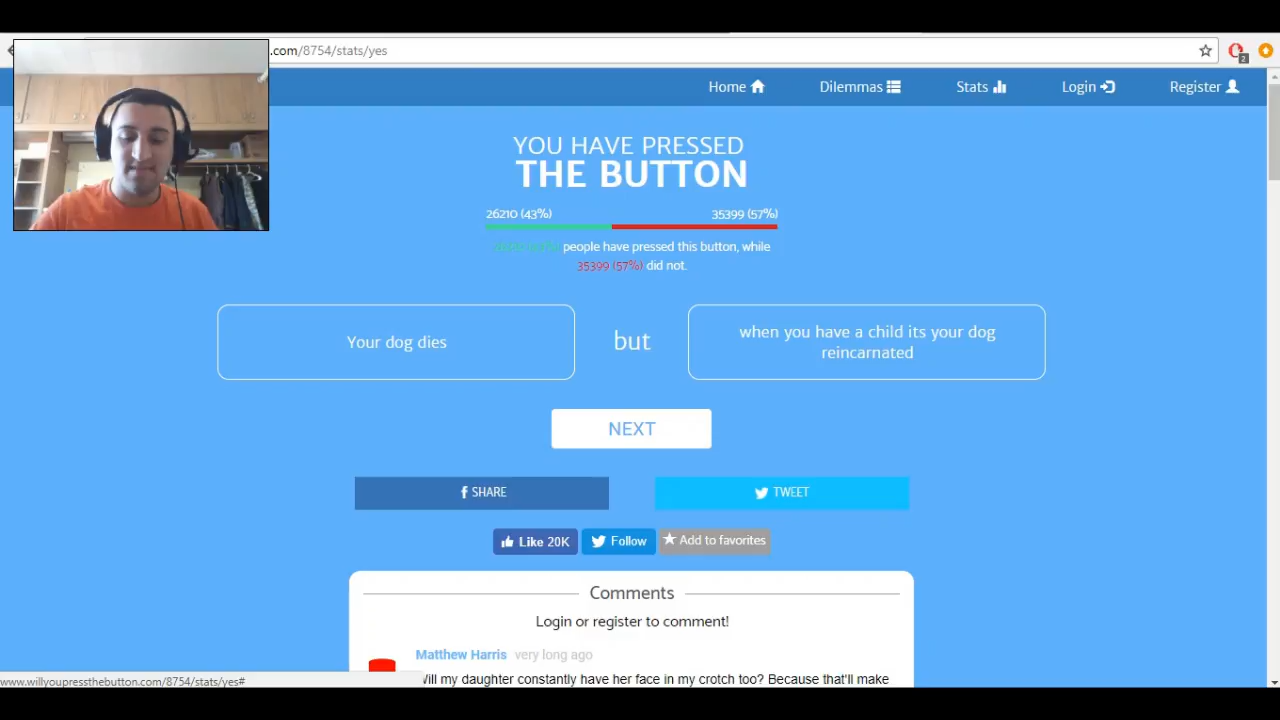 .com/8754/stats/yes
2
Home
Dilemmas
Stats
Login
Register
YOU HAVE PRESSED
THE BUTTON
26210 (43%)
35399 (57%)
26210 (43%) people have pressed this button, while
35399 (57%) did not.
Your dog dies
but
when you have a child its your dog
reincarnated
NEXT
SHARE
TWEET
Like 20K
Follow
Add to favorites
Comments
Login or register to comment!
Matthew Harris very long ago
Will my daughter constantly have her face in my crotch too? Because that'll make
www.willyoupressthebutton.com/8754/stats/yes#